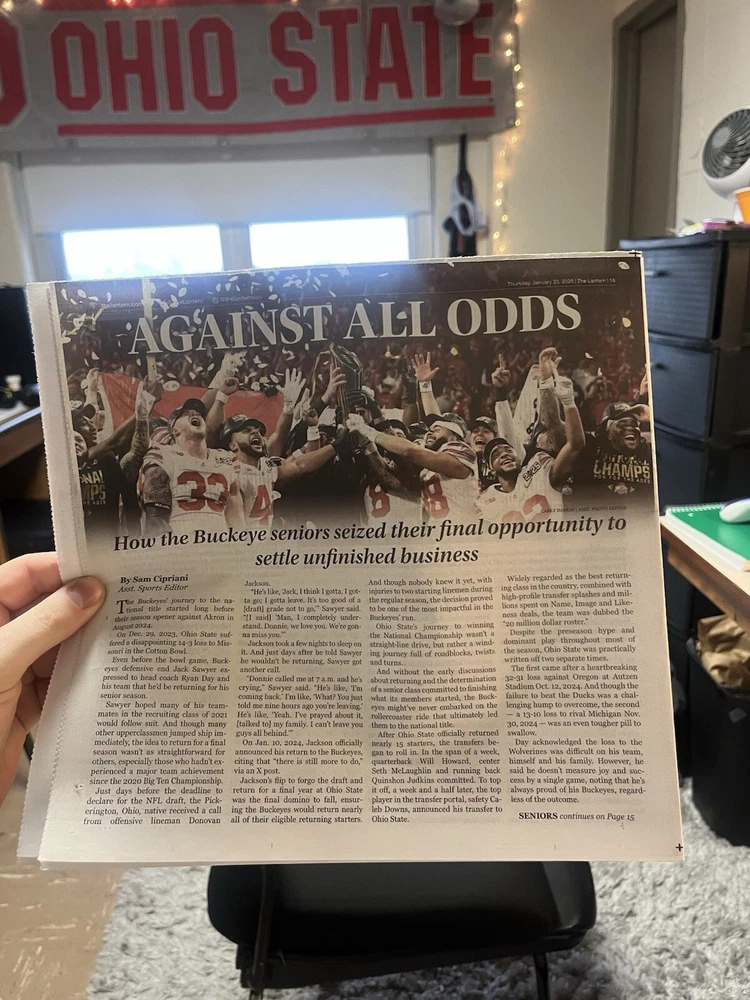 OHIO STATE
Thursday, January 23, 2025 | The Lantern | 15
AGAINST ALL ODDS
33
4
8
8
CHAMPS
How the Buckeye seniors seized their final opportunity to
settle unfinished business
By Sam Cipriani
Asst. Sports Editor
The Buckeyes' journey to the na-
tional title started long before
their season opener against Akron in
August 2024.
On Dec. 29, 2023, Ohio State suf-
fered a disappointing 14-3 loss to Mis-
souri in the Cotton Bowl.
Even before the game, Buck-
eyes defensive end Jack Sawyer ex-
pressed to head coach Ryan Day and
his team that he'd be returning for his
senior season.
Sawyer hoped many of his team-
mates in the recruiting class of 2021
would follow suit. And though many
other upperclassmen jumped ship im-
mediately, the idea to return for a final
season wasn't as straightforward for
others, especially those who hadn't ex-
perienced a major team achievement
since the 2020 Big Ten Championship.
Just days before the deadline to
declare for the NFL draft, the Pick-
erington, Ohio, native received a call
from offensive lineman Donovan
Jackson.
"He's like, 'Jack, I think I gotta, I got-
ta go; I gotta leave. It's too good of a
[draft] grade not to go,'" Sawyer said.
"[I said] 'Man, I completely under-
stand, Donnie, we love you. We're gon-
na miss you.'"
Jackson took a few nights to sleep on
it. And just days after he told Sawyer
he wouldn't be returning, Sawyer got
another call.
"Donnie called me at 7 a.m. and he's
crying," Sawyer said. "He's like, 'I'm
coming back.' I'm like, 'What? You just
told me nine hours ago you're leaving.'
He's like, 'Yeah. I've prayed about it,
[talked to] my family. I can't leave you
guys behind.'"
On Jan. 10, 2024, Jackson officially
announced his return to the Buckeyes,
citing that "there is still more to do,"
via an X post.
Jackson's flip to forgo the draft and
return for a final year at Ohio State
was the final domino to fall, ensur-
ing the Buckeyes would return nearly
all of their eligible returning starters.
And though nobody knew it yet, with
injuries to two starting linemen during
the regular season, the decision proved
to be one of the most impactful in the
Buckeyes' run.
Ohio State's journey to winning
the National Championship wasn't a
straight-line drive, but rather a wind-
ing journey full of roadblocks, twists
and turns.
And without the early discussions
about returning and the determination
of a senior class committed to finishing
what its members started, the Buck-
eyes might've never embarked on the
rollercoaster ride that ultimately led
them to the national title.
After Ohio State officially returned
nearly 15 starters, the transfers be-
gan to roll in. In the span of a week,
quarterback Will Howard, center
Seth McLaughlin and running back
Quinshon Judkins committed. To top
it off, a week and a half later, the top
player in the transfer portal, safety Ca-
leb Downs, announced his transfer to
Ohio State.
Widely regarded as the best return-
ing class in the country, combined with
high-profile transfer splashes and mil-
lions spent on Name, Image and Like-
ness deals, the team was dubbed the
"20 million dollar roster."
Despite the preseason hype and
dominant play throughout most of
the season, Ohio State was practically
written off two separate times.
The first came after a heartbreaking
32-31 loss against Oregon at Autzen
Stadium Oct. 12, 2024. And though the
failure to beat the Ducks was a chal-
lenging hump to overcome, the second
— a 13-10 loss to rival Michigan Nov.
30, 2024 — was an even tougher pill to
swallow.
Day acknowledged the loss to the
Wolverines was difficult on his team,
himself and his family. However, he
said he doesn't measure joy and suc-
cess by a single game, noting that he's
always proud of his Buckeyes, regard-
less of the outcome.
SENIORS continues on Page 15